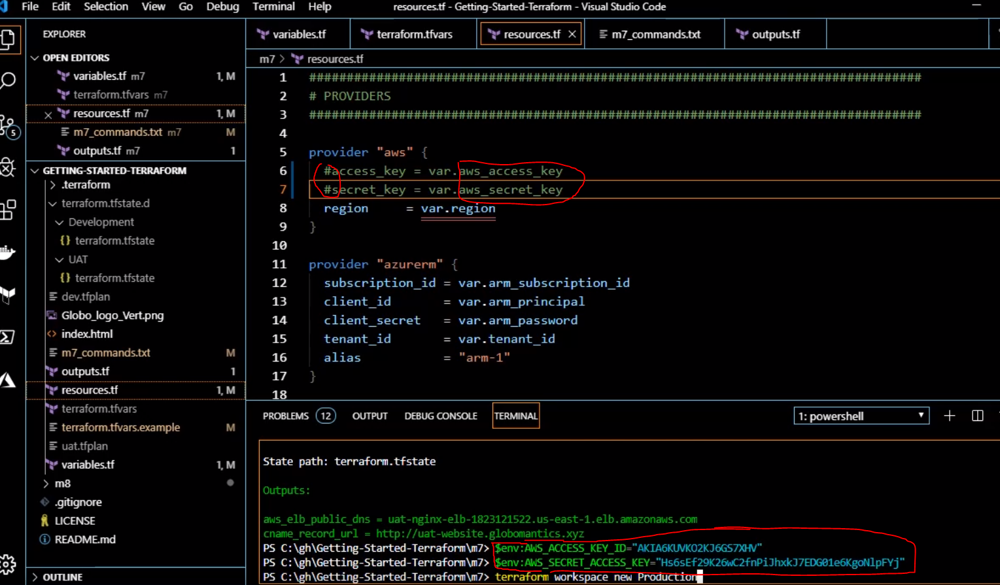 File Edit Selection View Go Debug Terminal Help resources.tf - Getting-Started-Terraform - Visual Studio Code
EXPLORER
OPEN EDITORS
variables.tf m7 1, M
terraform.tfvars m7
resources.tf m7 1, M
m7_commands.txt m7 M
outputs.tf m7 1
5
GETTING-STARTED-TERRAFORM
.terraform
terraform.tfstate.d
Development
{} terraform.tfstate
UAT
{} terraform.tfstate
dev.tfplan
Globo_logo_Vert.png
index.html
m7_commands.txt M
outputs.tf 1
resources.tf 1, M
terraform.tfvars
terraform.tfvars.example M
uat.tfplan
variables.tf 1, M
m8
.gitignore
LICENSE
README.md
OUTLINE
variables.tf terraform.tfvars resources.tf m7_commands.txt outputs.tf
m7 > resources.tf
1 ##################################################################################
2 # PROVIDERS
3 ##################################################################################
4
5 provider "aws" {
6 #access_key = var.aws_access_key
7 #secret_key = var.aws_secret_key
8 region = var.region
9 }
10
11 provider "azurerm" {
12 subscription_id = var.arm_subscription_id
13 client_id = var.arm_principal
14 client_secret = var.arm_password
15 tenant_id = var.tenant_id
16 alias = "arm-1"
17 }
18
PROBLEMS 12 OUTPUT DEBUG CONSOLE TERMINAL 1: powershell
State path: terraform.tfstate
Outputs:
aws_elb_public_dns = uat-nginx-elb-1823121522.us-east-1.elb.amazonaws.com
cname_record_url = http://uat-website.globomantics.xyz
PS C:\gh\Getting-Started-Terraform\m7> $env:AWS_ACCESS_KEY_ID="AKIA6KUVKO2KJ6GS7XHV"
PS C:\gh\Getting-Started-Terraform\m7> $env:AWS_SECRET_ACCESS_KEY="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"
PS C:\gh\Getting-Started-Terraform\m7> terraform workspace new Production